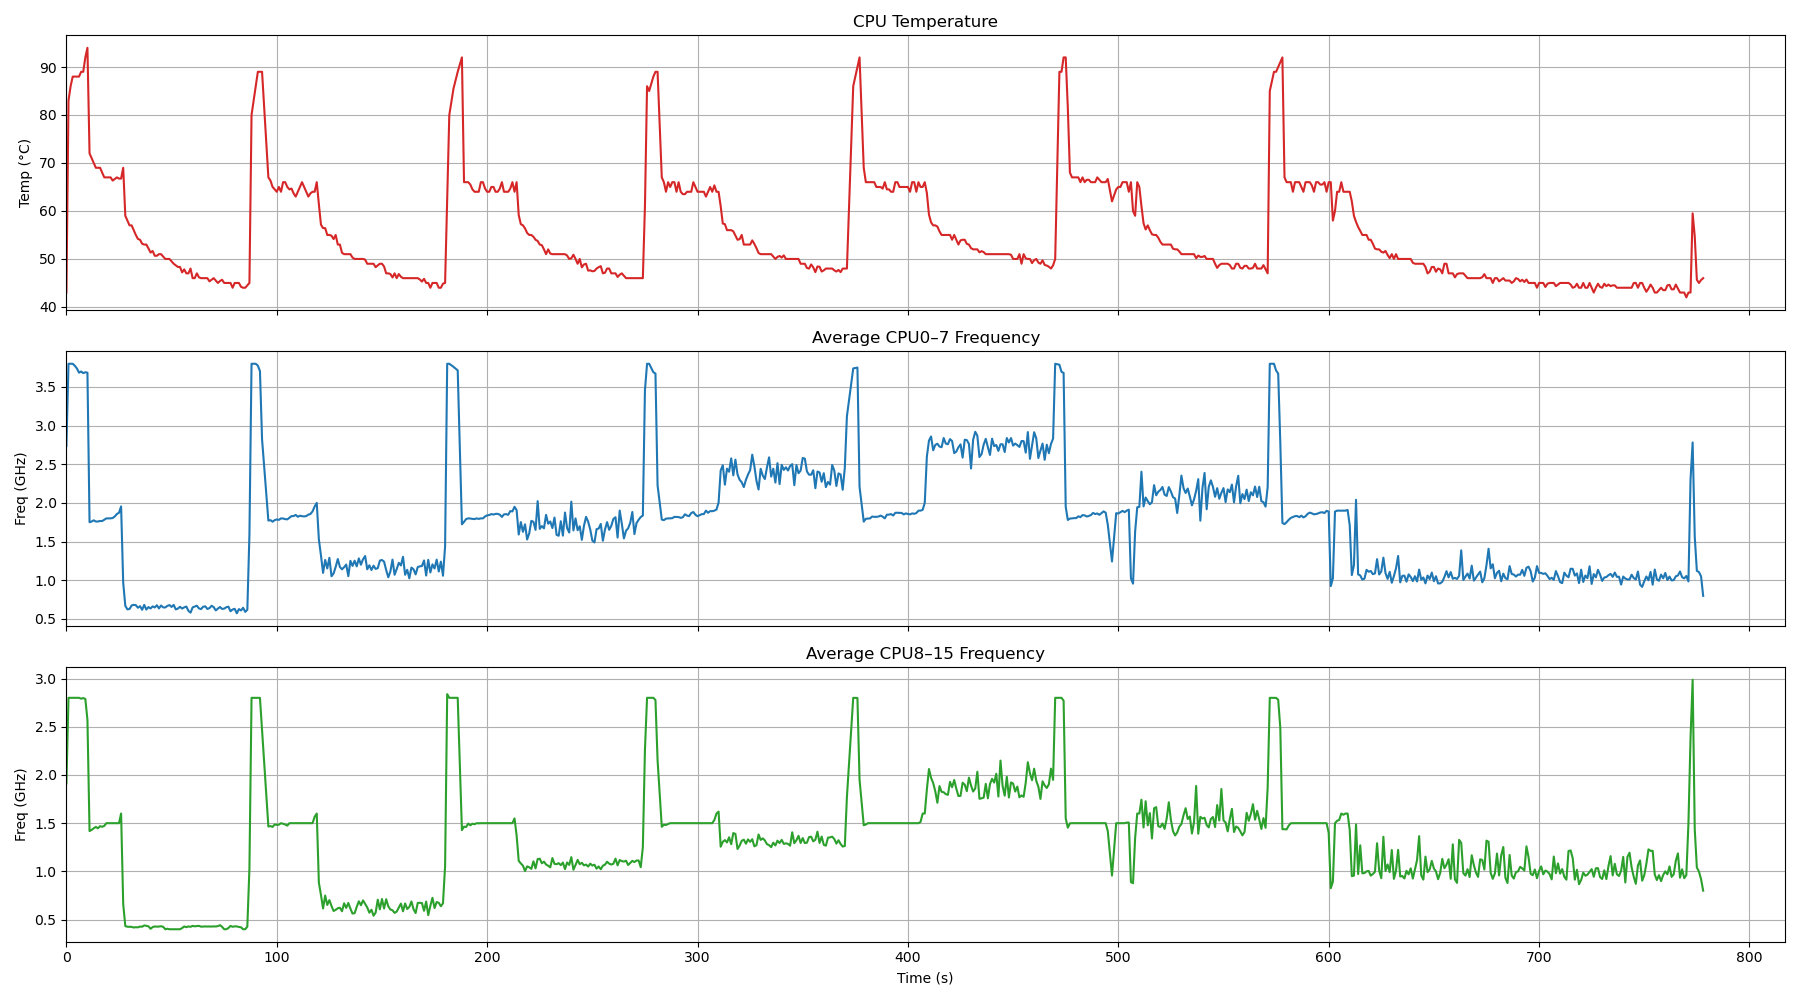 CPU Temperature
Temp (°C)
90
80
70
60
50
40
Average CPU0–7 Frequency
Freq (GHz)
3.5
3.0
2.5
2.0
1.5
1.0
0.5
Average CPU8–15 Frequency
Freq (GHz)
3.0
2.5
2.0
1.5
1.0
0.5
0 100 200 300 400 500 600 700 800
Time (s)